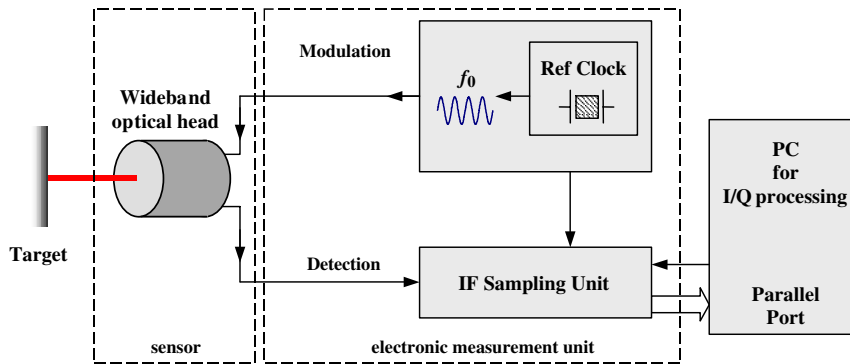 Modulation
f0
Ref Clock
Wideband
optical head
PC
for
I/Q processing
Target
Detection
IF Sampling Unit
Parallel
Port
sensor
electronic measurement unit